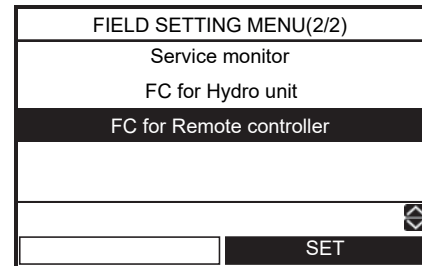 FIELD SETTING MENU(2/2)
Service monitor
FC for Hydro unit
FC for Remote controller
SET